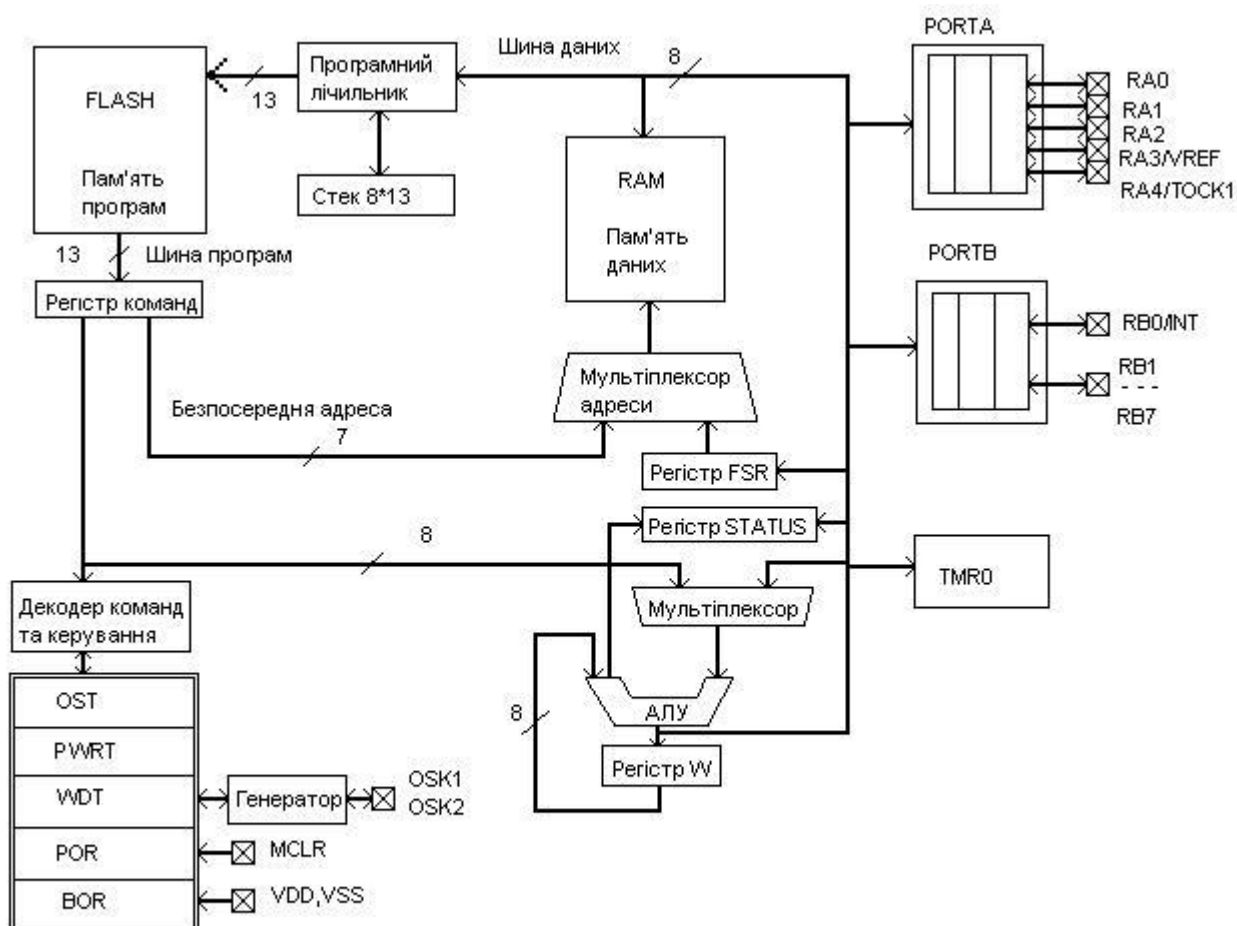 Шина даних
8
PORTA
FLASH
Пам'ять
програм
13
Програмний
лічильник
Стек 8*13
RAM
Пам'ять
даних
RA0
RA1
RA2
RA3/VREF
RA4/TOCK1
13
Шина програм
Регістр команд
PORTB
RB0/INT
RB1
- - -
RB7
Мультіплексор
адреси
Безпосередня адреса
7
Регістр FSR
Регістр STATUS
8
TMR0
Мультіплексор
Декодер команд
та керування
АЛУ
8
Регістр W
OST
PWRT
WDT
POR
BOR
Генератор
OSK1
OSK2
MCLR
VDD,VSS